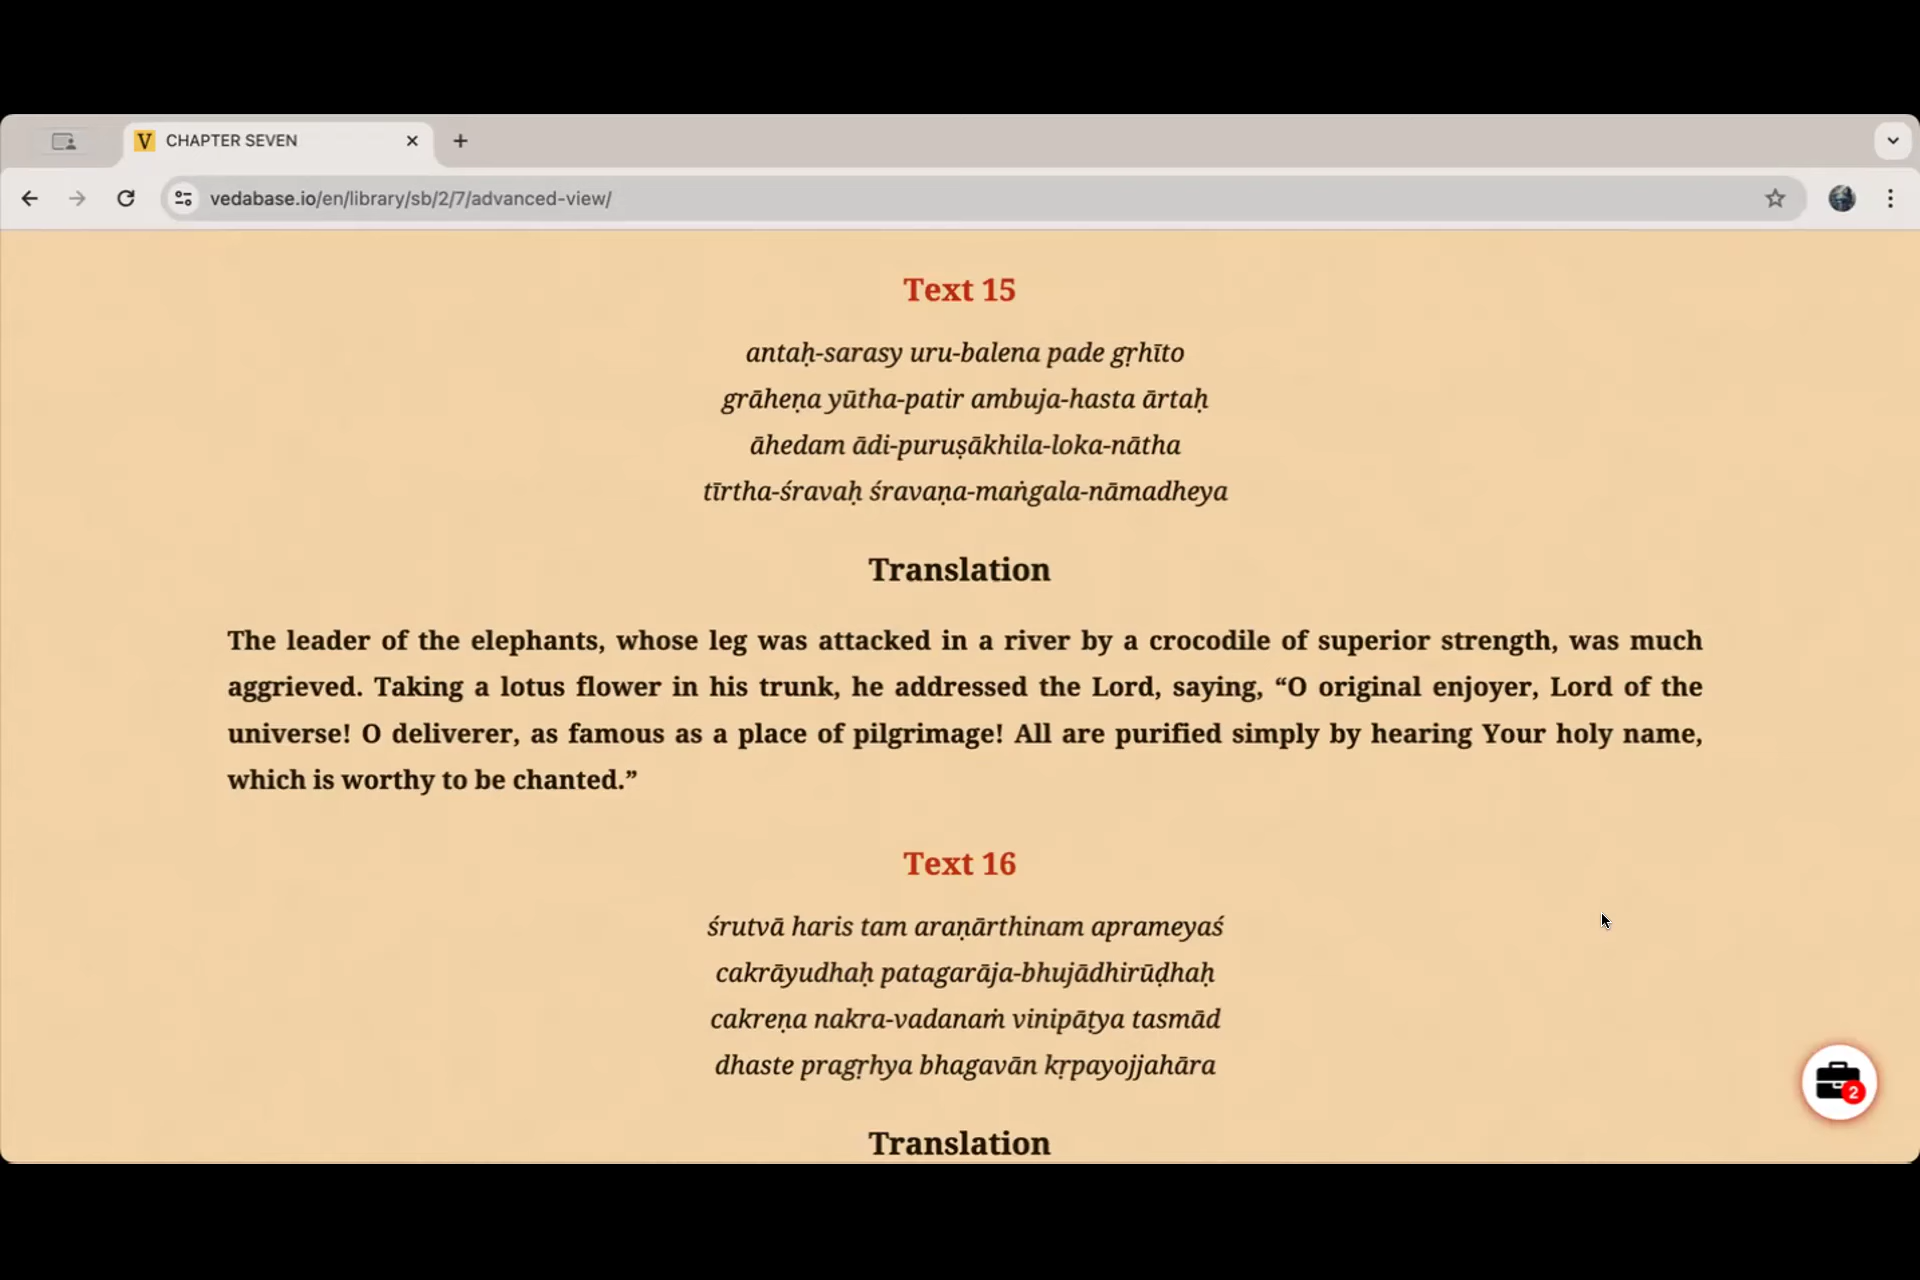 CHAPTER SEVEN
vedabase.io/en/library/sb/2/7/advanced-view/
Text 15
antaḥ-sarasy uru-balena pade gṛhīto
grāheṇa yūtha-patir ambuja-hasta ārtaḥ
āhedam ādi-puruṣākhila-loka-nātha
tīrtha-śravaḥ śravaṇa-maṅgala-nāmadheya
Translation
The leader of the elephants, whose leg was attacked in a river by a crocodile of superior strength, was much
aggrieved. Taking a lotus flower in his trunk, he addressed the Lord, saying, “O original enjoyer, Lord of the
universe! O deliverer, as famous as a place of pilgrimage! All are purified simply by hearing Your holy name,
which is worthy to be chanted.”
Text 16
śrutvā haris tam araṇārthinam aprameyaś
cakrāyudhaḥ patagarāja-bhujādhirūḍhaḥ
cakreṇa nakra-vadanaṁ vinipāṭya tasmād
dhaste pragṛhya bhagavān kṛpayojjahāra
2
Translation